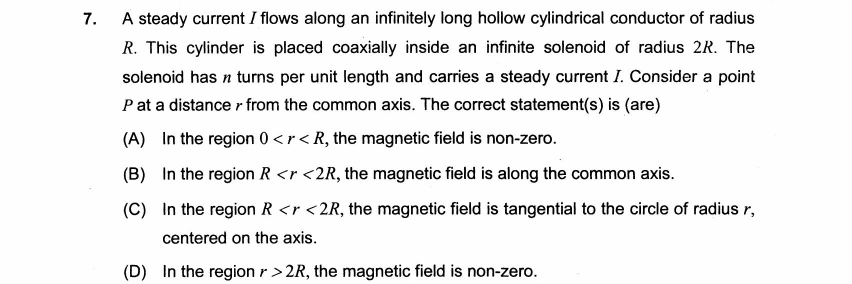 7. A steady current I flows along an infinitely long hollow cylindrical conductor of radius
R. This cylinder is placed coaxially inside an infinite solenoid of radius 2R. The
solenoid has n turns per unit length and carries a steady current I. Consider a point
P at a distance r from the common axis. The correct statement(s) is (are)
(A) In the region 0 < r < R, the magnetic field is non-zero.
(B) In the region R <r <2R, the magnetic field is along the common axis.
(C) In the region R <r <2R, the magnetic field is tangential to the circle of radius r,
centered on the axis.
(D) In the region r > 2R, the magnetic field is non-zero.